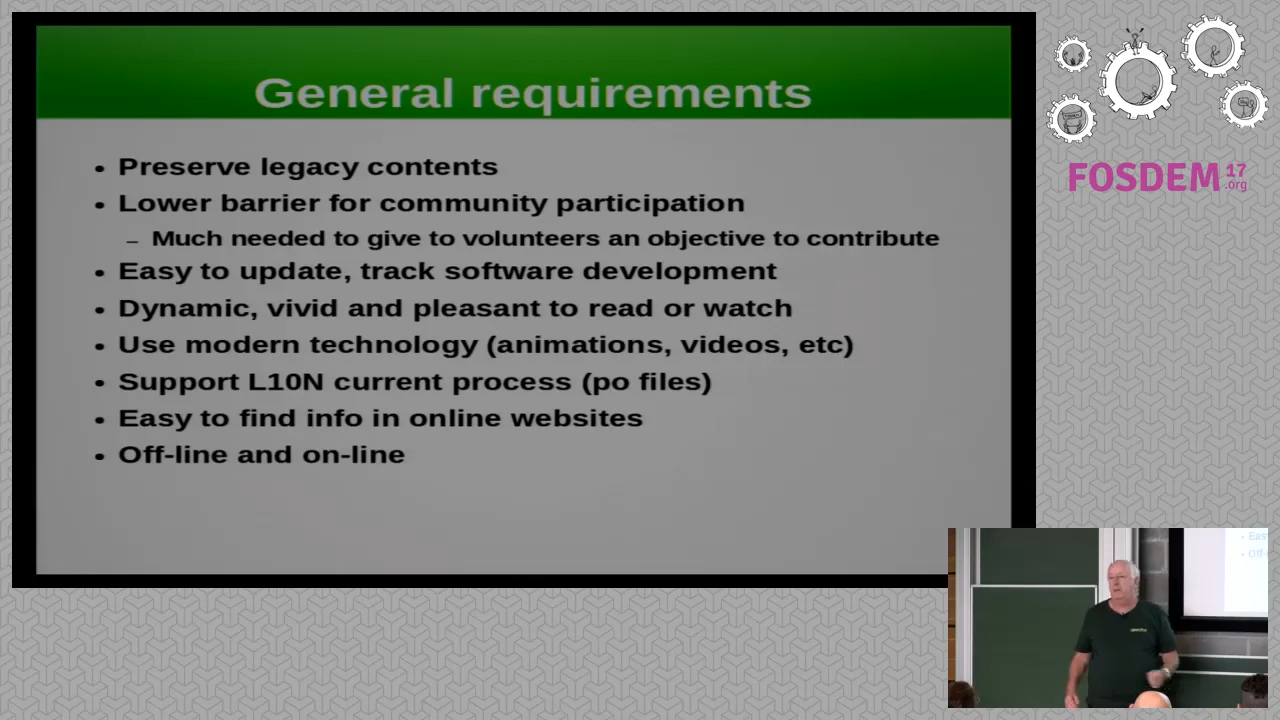 General requirements
• Preserve legacy contents
• Lower barrier for community participation
– Much needed to give to volunteers an objective to contribute
• Easy to update, track software development
• Dynamic, vivid and pleasant to read or watch
• Use modern technology (animations, videos, etc)
• Support L10N current process (po files)
• Easy to find info in online websites
• Off-line and on-line
FOSDEM 17
.org